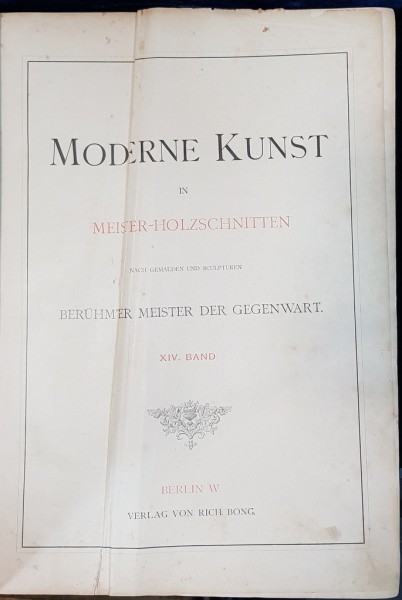 MODERNE KUNST
IN
MEISTER-HOLZSCHNITTEN
NACH GEMÄLDEN UND SCULPTUREN
BERÜHMTER MEISTER DER GEGENWART.
XIV. BAND
BERLIN W.
VERLAG VON RICH. BONG.